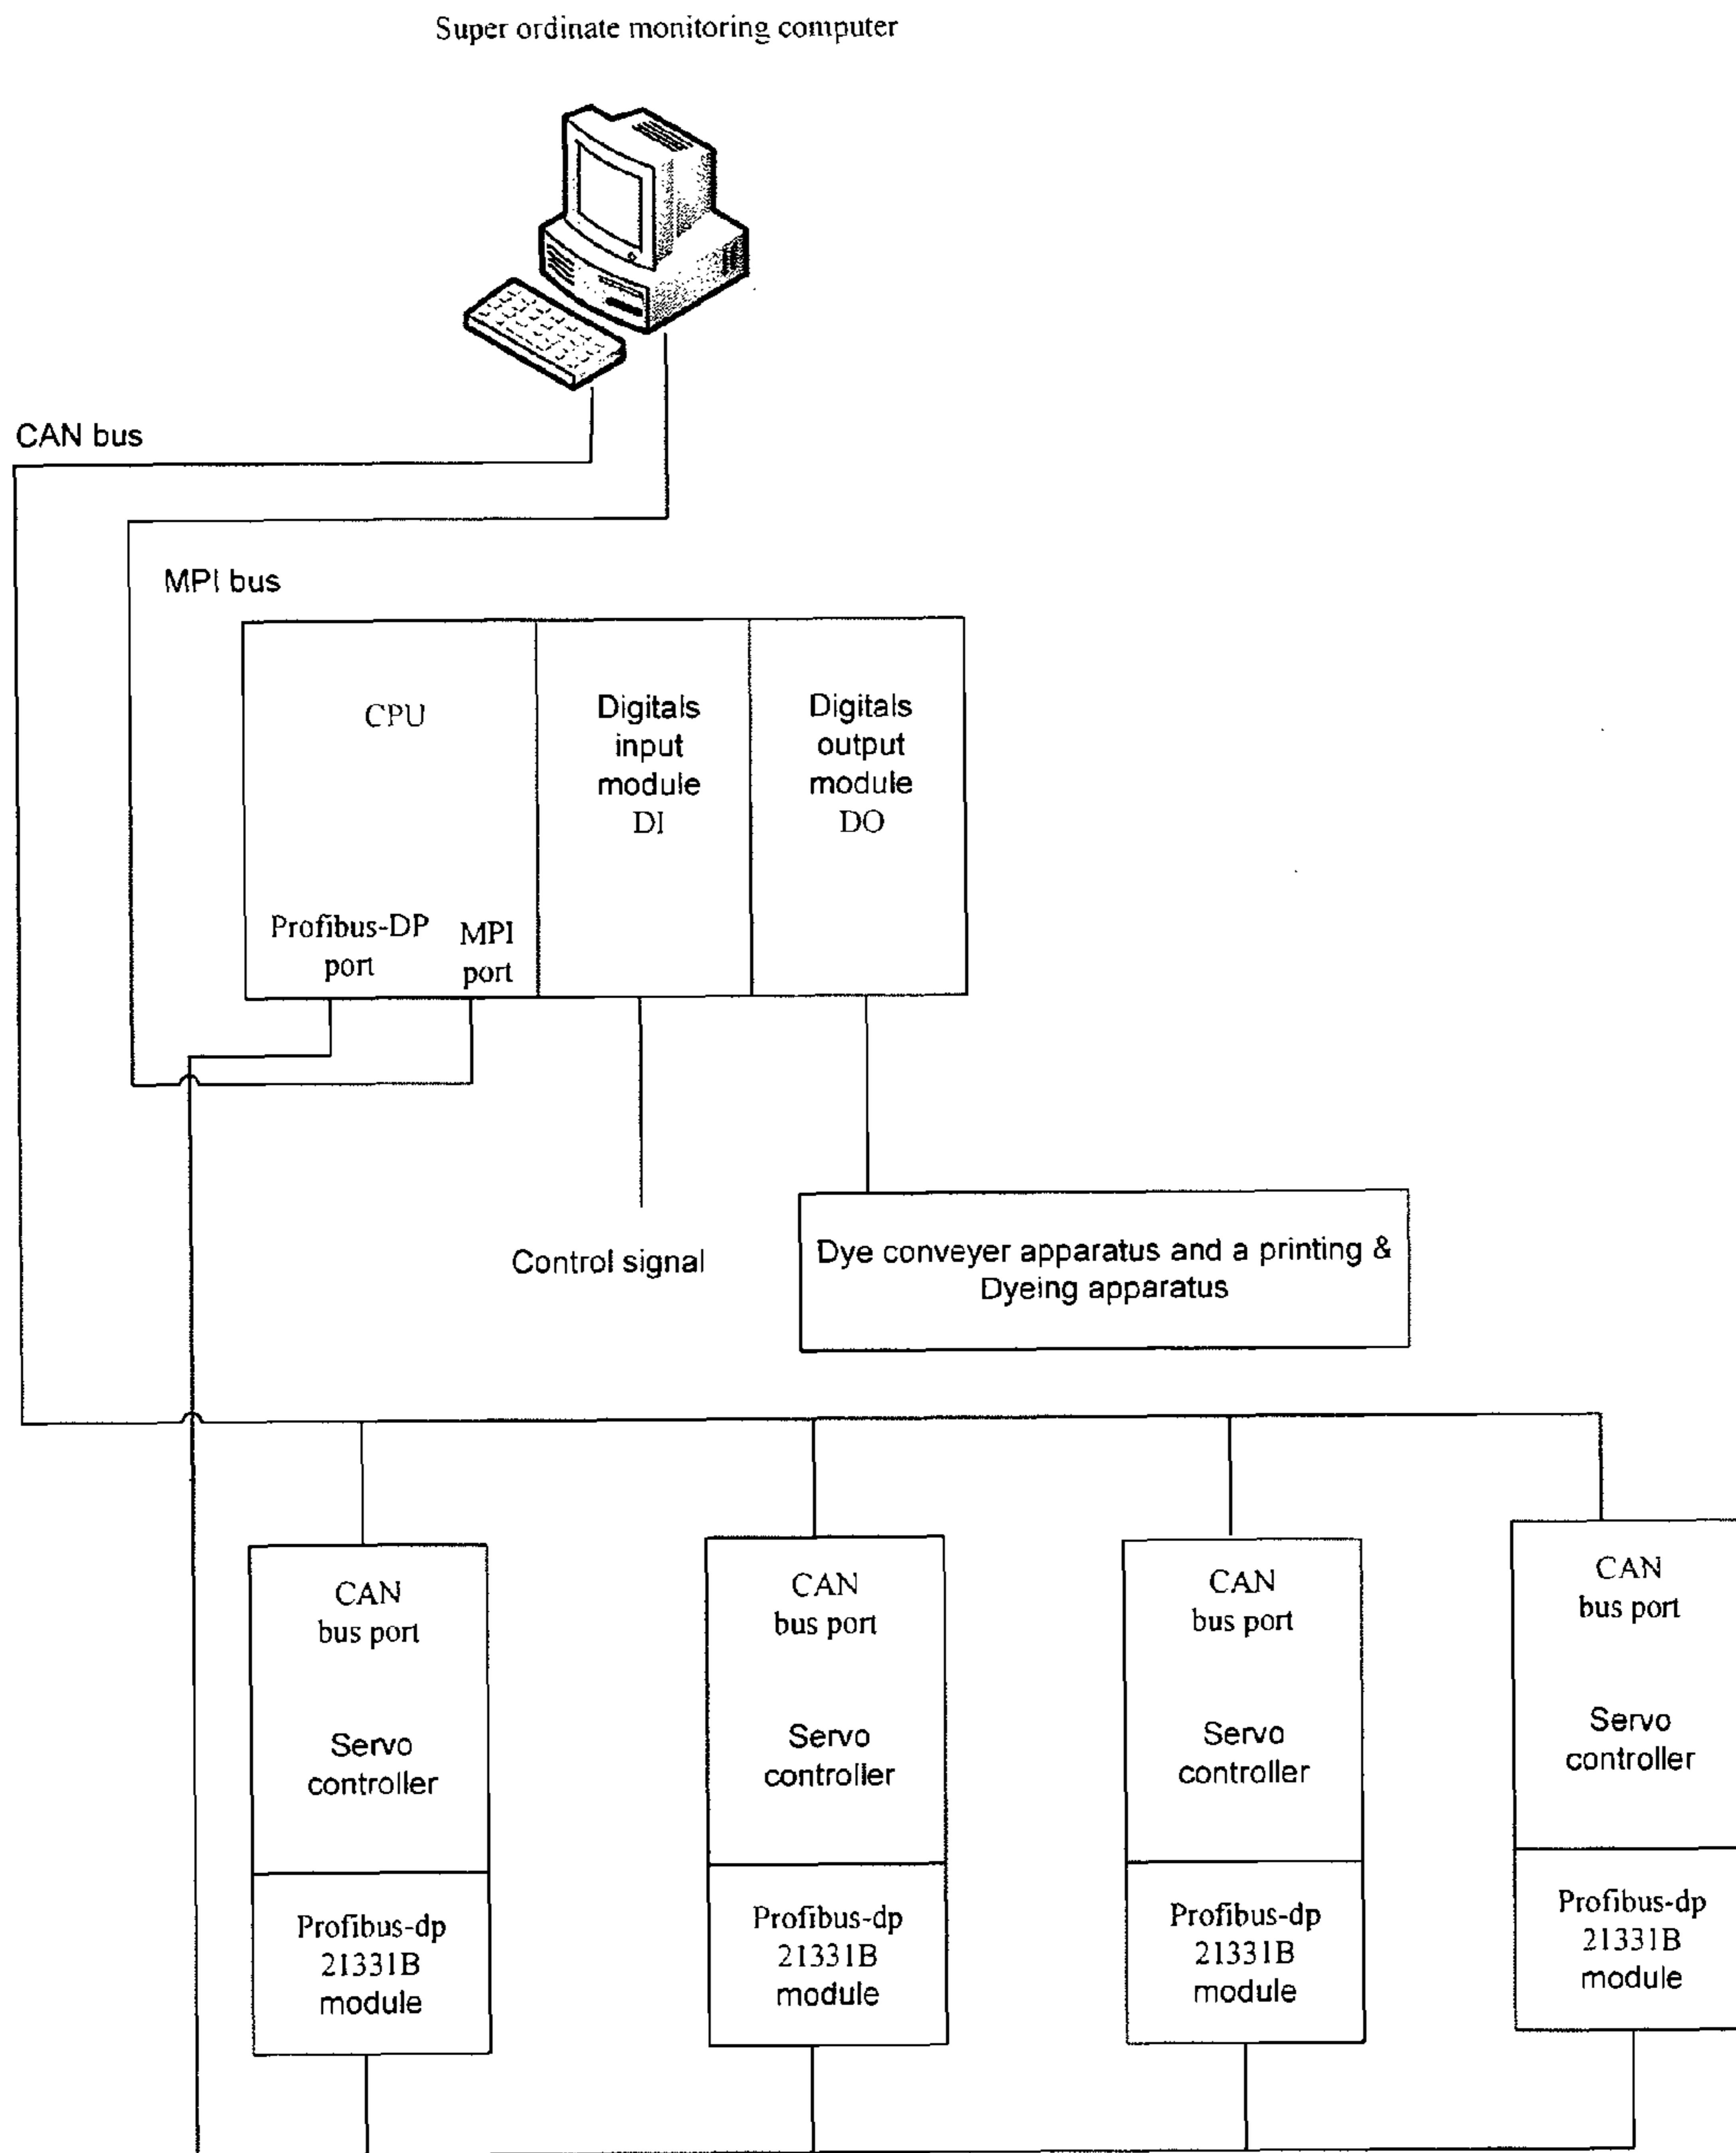 Super ordinate monitoring computer
CAN bus
MPI bus
CPU
Profibus-DP
port
MPI
port
Digitals
input
module
DI
Digitals
output
module
DO
Control signal
Dye conveyer apparatus and a printing &
Dyeing apparatus
CAN
bus port
Servo
controller
Profibus-dp
21331B
module
CAN
bus port
Servo
controller
Profibus-dp
21331B
module
CAN
bus port
Servo
controller
Profibus-dp
21331B
module
CAN
bus port
Servo
controller
Profibus-dp
21331B
module